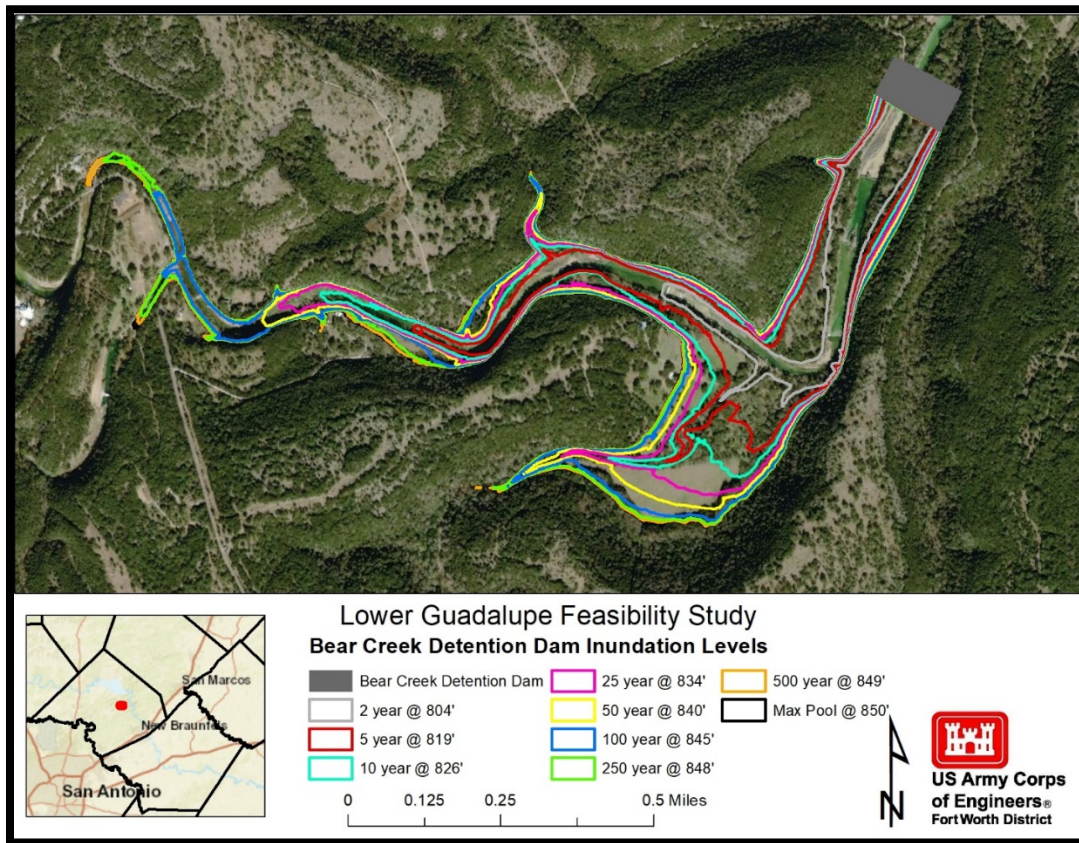 Lower Guadalupe Feasibility Study
Bear Creek Detention Dam Inundation Levels
Bear Creek Detention Dam
2 year @ 804'
5 year @ 819'
10 year @ 826'
25 year @ 834'
50 year @ 840'
100 year @ 845'
250 year @ 848'
500 year @ 849'
Max Pool @ 850'
0 0.125 0.25 0.5 Miles
San Marcos
New Braunfels
San Antonio
N
US Army Corps
of Engineers®
Fort Worth District